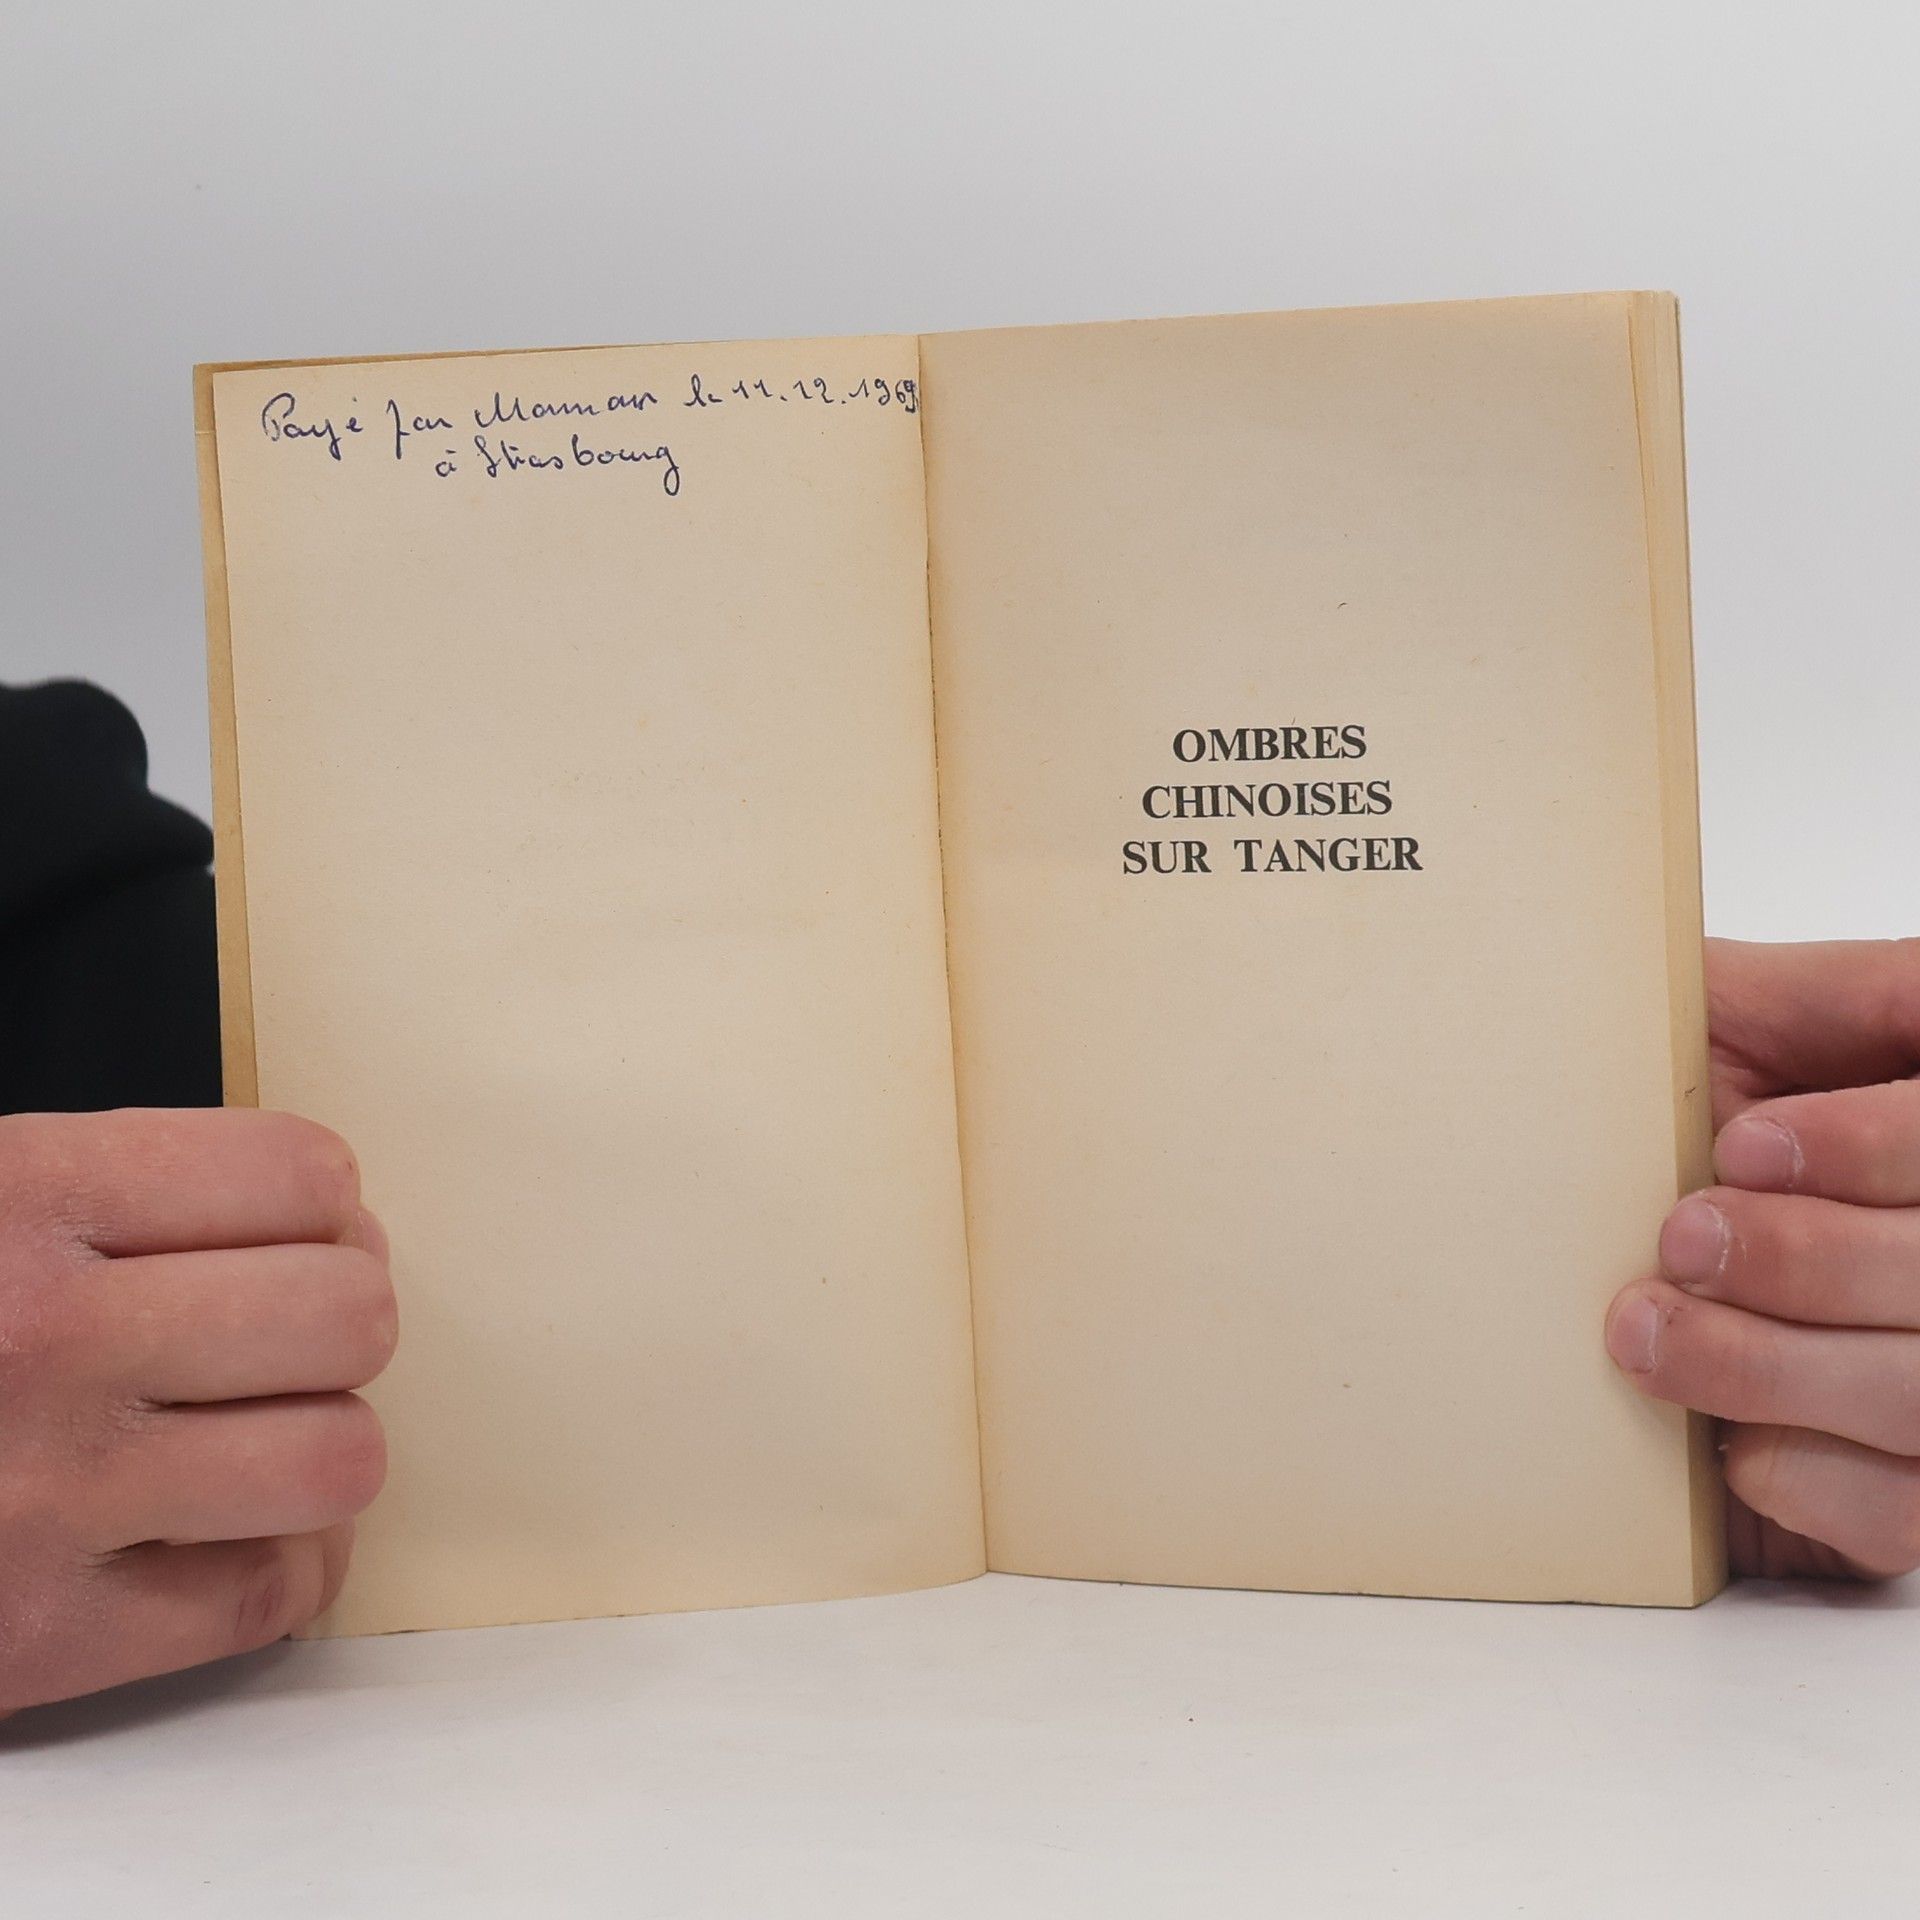 Payé par Maman le 11.12.1969
à Strasbourg
OMBRES
CHINOISES
SUR TANGER